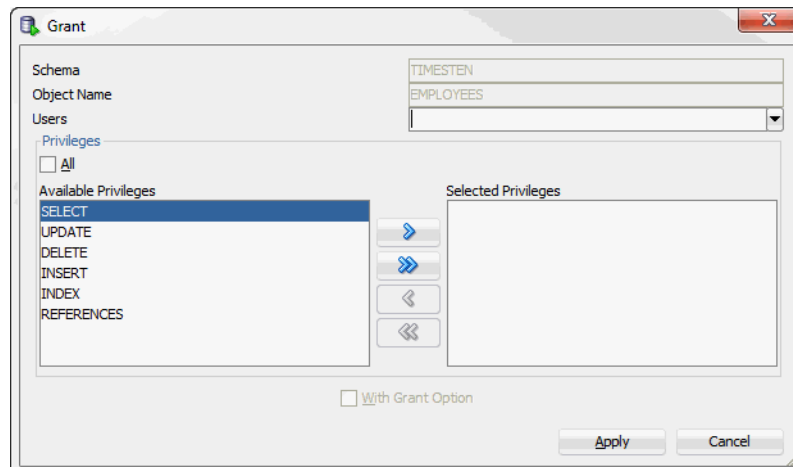 Grant
Schema
TIMESTEN
Object Name
EMPLOYEES
Users
Privileges
All
Available Privileges
Selected Privileges
SELECT
UPDATE
DELETE
INSERT
INDEX
REFERENCES
With Grant Option
Apply
Cancel